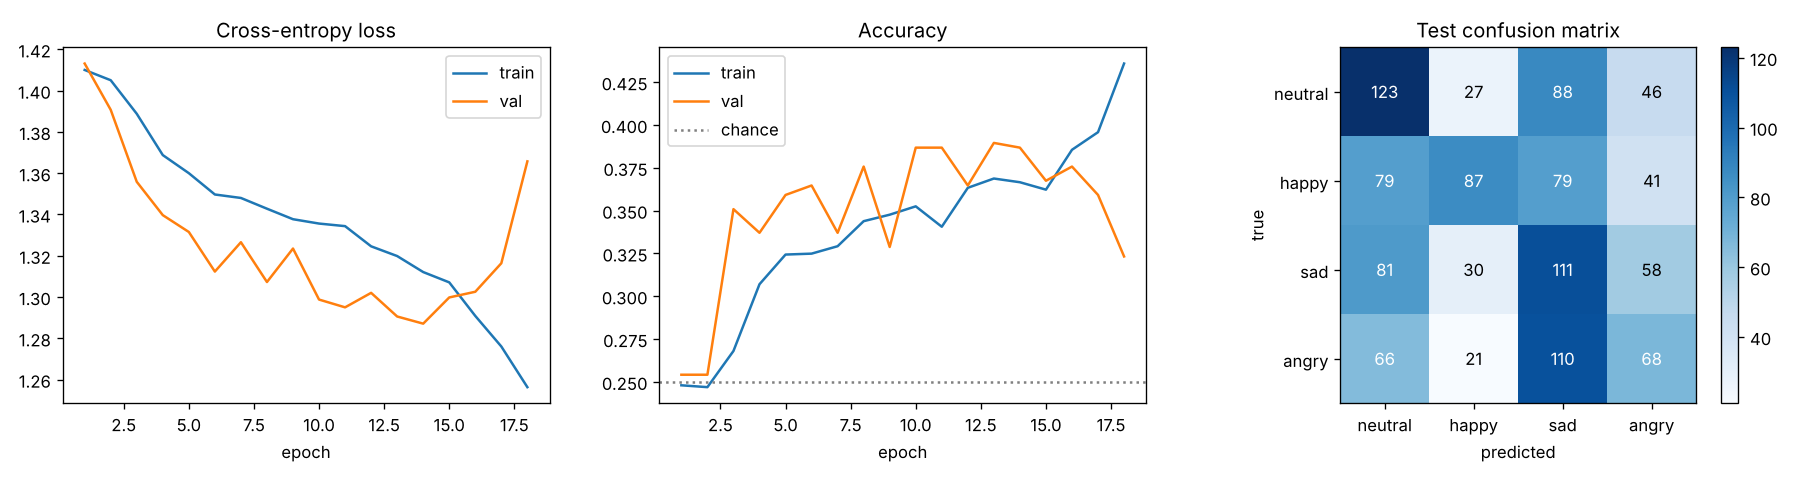 Cross-entropy loss
1.42
1.40
1.38
1.36
1.34
1.32
1.30
1.28
1.26
train
val
2.5
5.0
7.5
10.0
12.5
15.0
17.5
epoch
Accuracy
0.425
0.400
0.375
0.350
0.325
0.300
0.275
0.250
train
val
chance
2.5
5.0
7.5
10.0
12.5
15.0
17.5
epoch
Test confusion matrix
true
neutral 123 27 88 46
happy 79 87 79 41
sad 81 30 111 58
angry 66 21 110 68
neutral happy sad angry
predicted
120
100
80
60
40